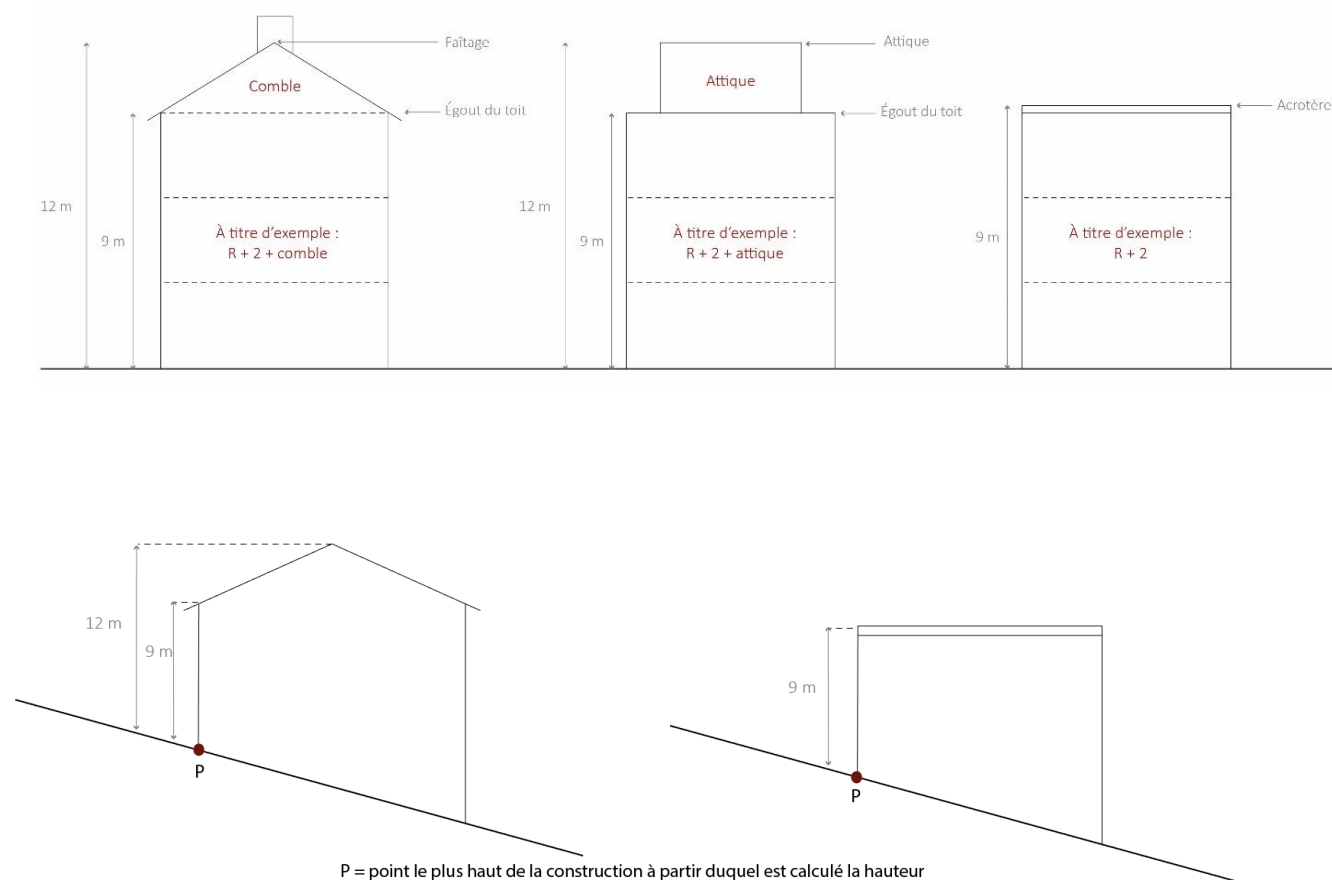 Faîtage
Attique
Comble
Attique
Égout du toit
Égout du toit
Acrotère
12 m
9 m
À titre d'exemple :
R + 2 + comble
12 m
9 m
À titre d'exemple :
R + 2 + attique
9 m
À titre d'exemple :
R + 2
12 m
9 m
P
9 m
P
P = point le plus haut de la construction à partir duquel est calculé la hauteur